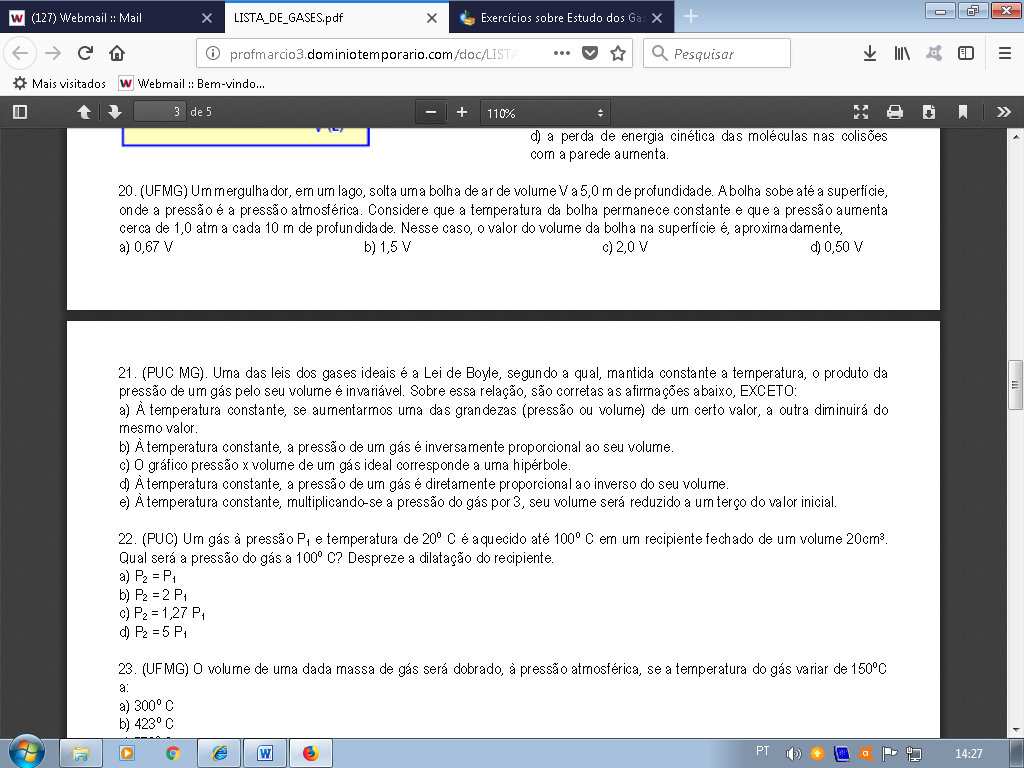 (127) Webmail :: Mail
LISTA_DE_GASES.pdf
Exercícios sobre Estudo dos Ga
profmarcio3.dominiotemporario.com/doc/LIST
Pesquisar
Mais visitados
Webmail :: Bem-vindo...
3 de 5
110%
d) a perda de energia cinética das moléculas nas colisões
com a parede aumenta.
20. (UFMG) Um mergulhador, em um lago, solta uma bolha de ar de volume V a 5,0 m de profundidade. A bolha sobe até a superfície,
onde a pressão é a pressão atmosférica. Considere que a temperatura da bolha permanece constante e que a pressão aumenta
cerca de 1,0 atm a cada 10 m de profundidade. Nesse caso, o valor do volume da bolha na superfície é, aproximadamente,
a) 0,67 V b) 1,5 V c) 2,0 V d) 0,50 V
21. (PUC MG). Uma das leis dos gases ideais é a Lei de Boyle, segundo a qual, mantida constante a temperatura, o produto da
pressão de um gás pelo seu volume é invariável. Sobre essa relação, são corretas as afirmações abaixo, EXCETO:
a) À temperatura constante, se aumentarmos uma das grandezas (pressão ou volume) de um certo valor, a outra diminuirá do
mesmo valor.
b) À temperatura constante, a pressão de um gás é inversamente proporcional ao seu volume.
c) O gráfico pressão x volume de um gás ideal corresponde a uma hipérbole.
d) À temperatura constante, a pressão de um gás é diretamente proporcional ao inverso do seu volume.
e) À temperatura constante, multiplicando-se a pressão do gás por 3, seu volume será reduzido a um terço do valor inicial.
22. (PUC) Um gás à pressão P₁ e temperatura de 20⁰ C é aquecido até 100⁰ C em um recipiente fechado de um volume 20cm³.
Qual será a pressão do gás a 100⁰ C? Despreze a dilatação do recipiente.
a) P₂ = P₁
b) P₂ = 2 P₁
c) P₂ = 1,27 P₁
d) P₂ = 5 P₁
23. (UFMG) O volume de uma dada massa de gás será dobrado, à pressão atmosférica, se a temperatura do gás variar de 150⁰C
a:
a) 300⁰ C
b) 423⁰ C
PT
14:27